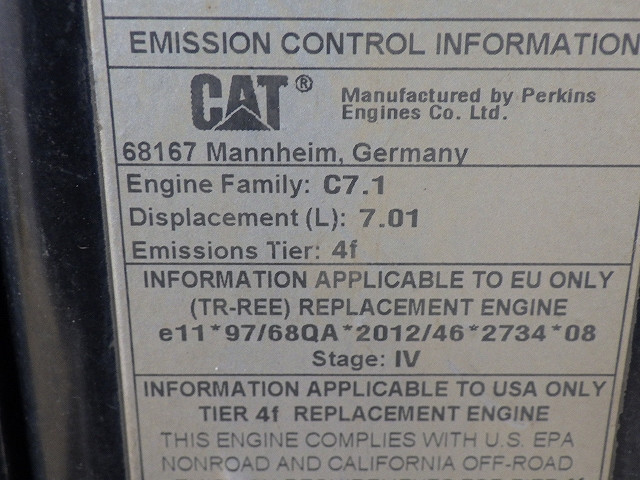 EMISSION CONTROL INFORMATION
CAT ® Manufactured by Perkins
Engines Co. Ltd.
68167 Mannheim, Germany
Engine Family: C7.1
Displacement (L): 7.01
Emissions Tier: 4f
INFORMATION APPLICABLE TO EU ONLY
(TR-REE) REPLACEMENT ENGINE
e11*97/68QA*2012/46*2734*08
Stage: IV
INFORMATION APPLICABLE TO USA ONLY
TIER 4f REPLACEMENT ENGINE
THIS ENGINE COMPLIES WITH U.S. EPA
NONROAD AND CALIFORNIA OFF-ROAD